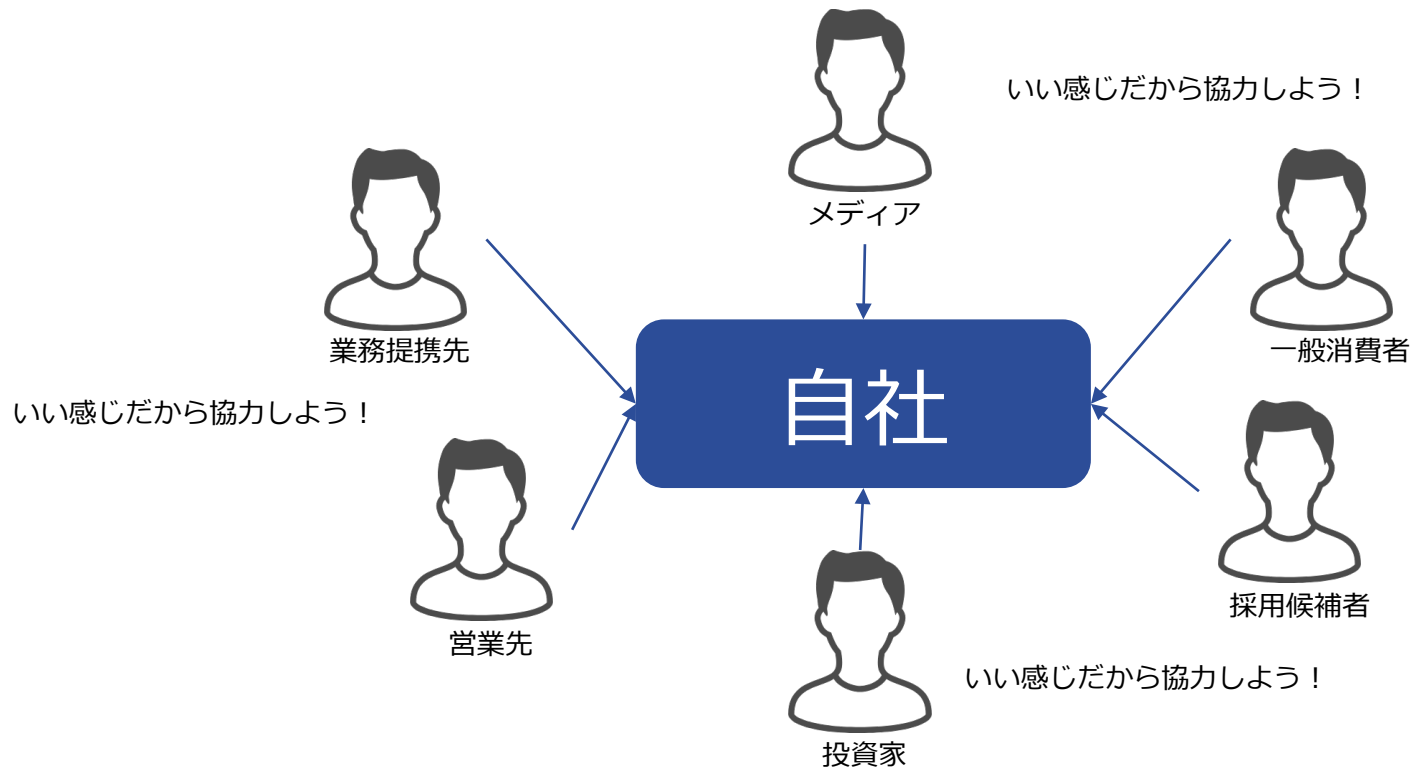 いい感じだから協力しよう！
メディア
業務提携先
一般消費者
自社
いい感じだから協力しよう！
採用候補者
営業先
いい感じだから協力しよう！
投資家